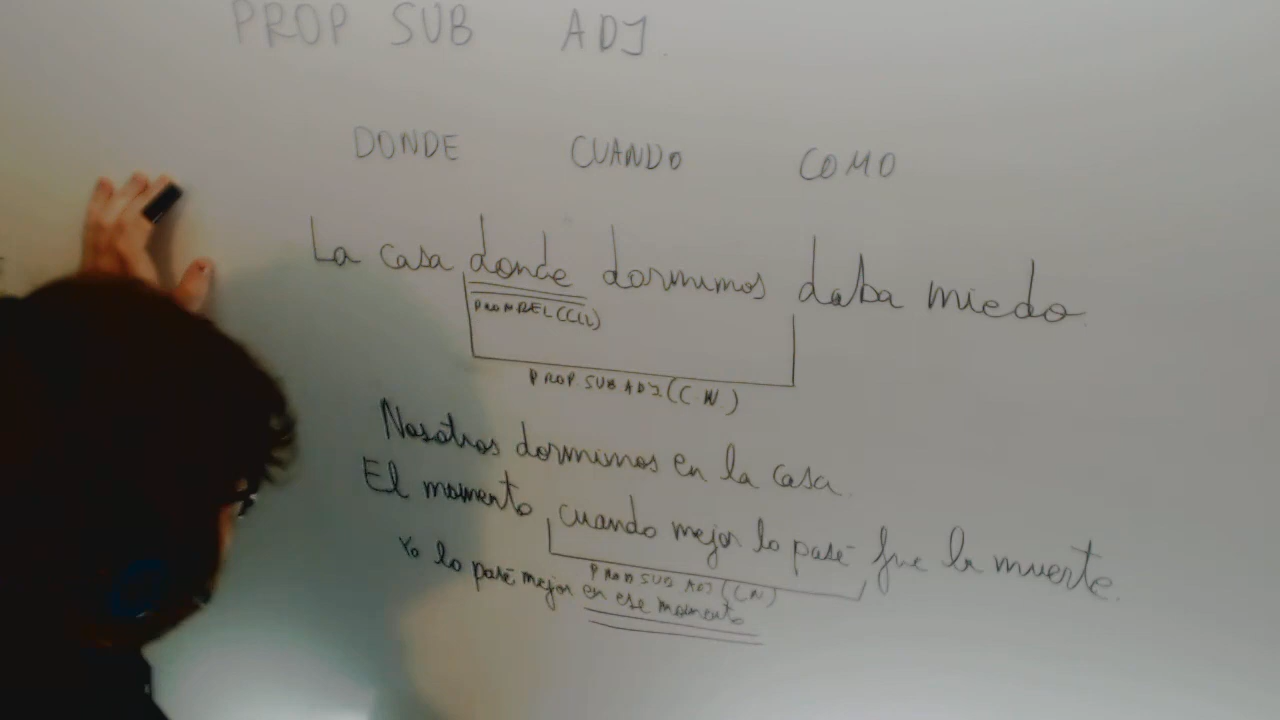 PROP SUB ADJ.
DONDE CUANDO COMO
La casa donde dormimos daba miedo.
PRON REL (CCL)
PROP. SUB ADJ. (C.N.)
Nosotros dormimos en la casa.
El momento cuando mejor lo pasé fue la muerte.
PROP SUB ADJ (CN)
Yo lo pasé mejor en ese momento